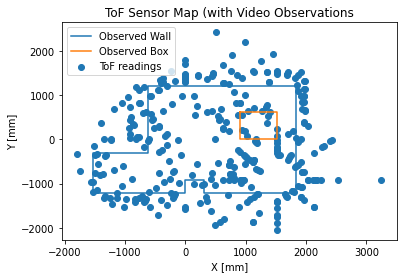 ToF Sensor Map (with Video Observations
Observed Wall
Observed Box
ToF readings
2000
1000
0
−1000
−2000
Y [mm]
−2000 −1000 0 1000 2000 3000
X [mm]